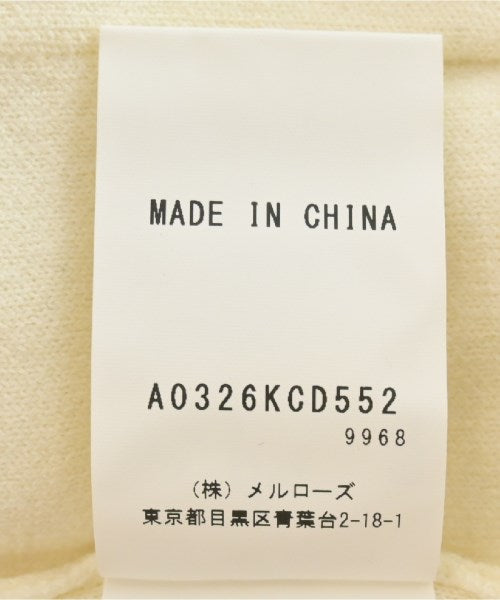 MADE IN CHINA
A0326KCD552
9968
(株) メルローズ
東京都目黒区青葉台2-18-1